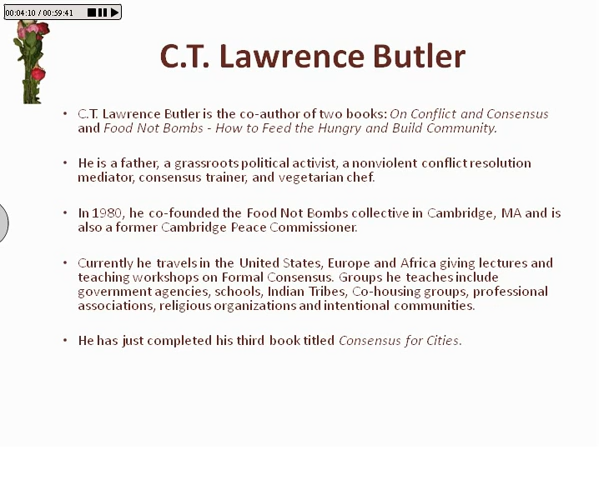 00:04:10 / 00:59:41
C.T. Lawrence Butler
• C.T. Lawrence Butler is the co-author of two books: On Conflict and Consensus
and Food Not Bombs - How to Feed the Hungry and Build Community.
• He is a father, a grassroots political activist, a nonviolent conflict resolution
mediator, consensus trainer, and vegetarian chef.
• In 1980, he co-founded the Food Not Bombs collective in Cambridge, MA and is
also a former Cambridge Peace Commissioner.
• Currently he travels in the United States, Europe and Africa giving lectures and
teaching workshops on Formal Consensus. Groups he teaches include
government agencies, schools, Indian Tribes, Co-housing groups, professional
associations, religious organizations and intentional communities.
• He has just completed his third book titled Consensus for Cities.